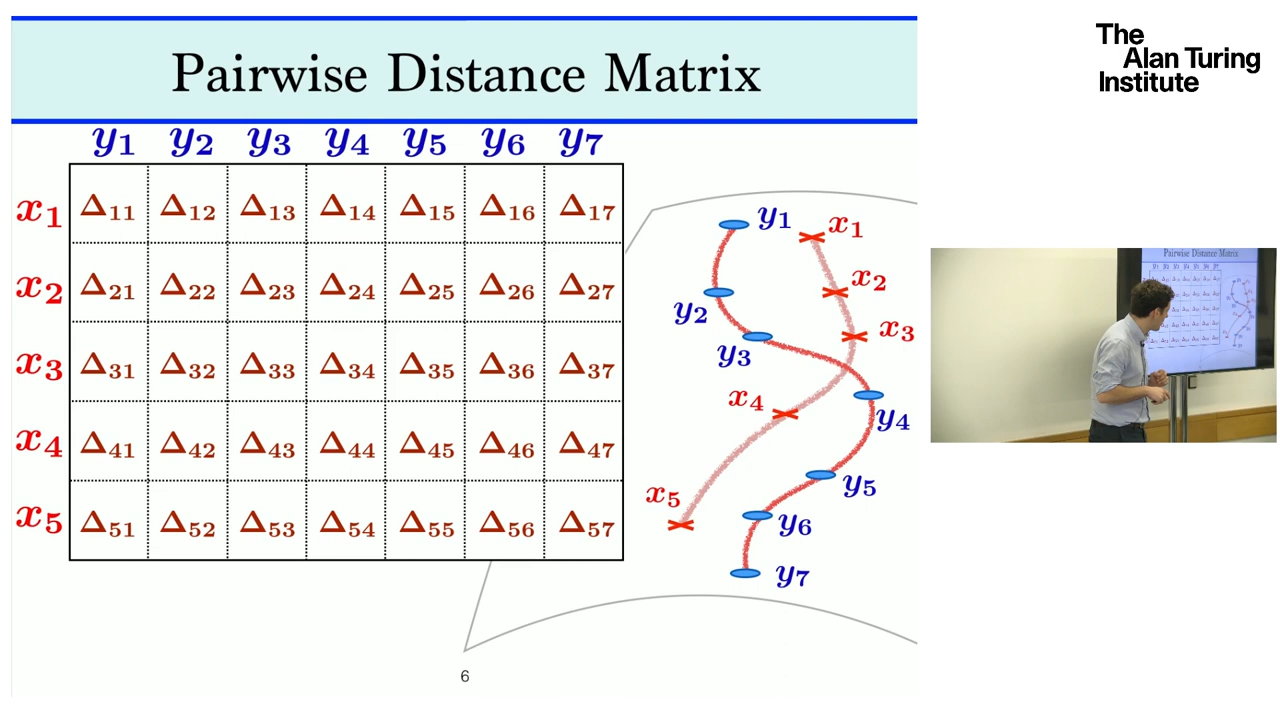 Pairwise Distance Matrix
The
Alan Turing
Institute
y₁ y₂ y₃ y₄ y₅ y₆ y₇
x₁ Δ₁₁ Δ₁₂ Δ₁₃ Δ₁₄ Δ₁₅ Δ₁₆ Δ₁₇
x₂ Δ₂₁ Δ₂₂ Δ₂₃ Δ₂₄ Δ₂₅ Δ₂₆ Δ₂₇
x₃ Δ₃₁ Δ₃₂ Δ₃₃ Δ₃₄ Δ₃₅ Δ₃₆ Δ₃₇
x₄ Δ₄₁ Δ₄₂ Δ₄₃ Δ₄₄ Δ₄₅ Δ₄₆ Δ₄₇
x₅ Δ₅₁ Δ₅₂ Δ₅₃ Δ₅₄ Δ₅₅ Δ₅₆ Δ₅₇
y₁ x₁
x₂
y₂
x₃
y₃
x₄
y₄
y₅
x₅
y₆
y₇
6
Pairwise Distance Matrix